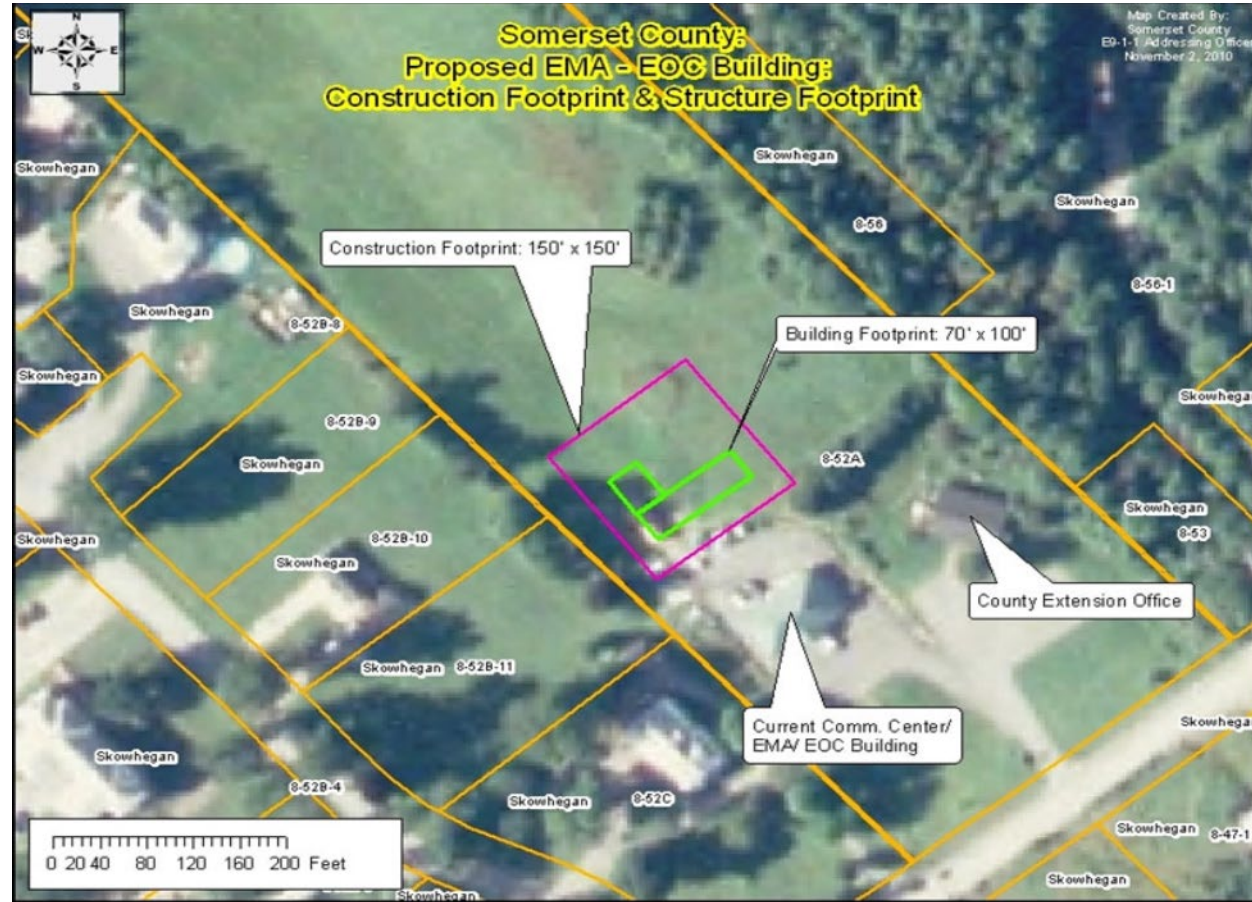 Somerset County:
Proposed EMA - EOC Building:
Construction Footprint & Structure Footprint
Map Created By:
Somerset County
E9-1-1 Addressing Office
November 2, 2010
N
W E
S
Skowhegan
Skowhegan
Skowhegan
8-56
Construction Footprint: 150' x 150'
8-56-1
Skowhegan
8-52B-8
Building Footprint: 70' x 100'
Skowhegan
8-52B-9
Skowhegan
8-52A
Skowhegan
8-53
Skowhegan
8-52B-10
Skowhegan
Skowhegan
County Extension Office
Skowhegan
8-52B-11
Current Comm. Center/
EMA/ EOC Building
Skowhegan
Skowhegan
8-52B-4
Skowhegan
8-52C
Skowhegan
8-47-1
0 20 40 80 120 160 200 Feet
Skowhegan
Skowhegan